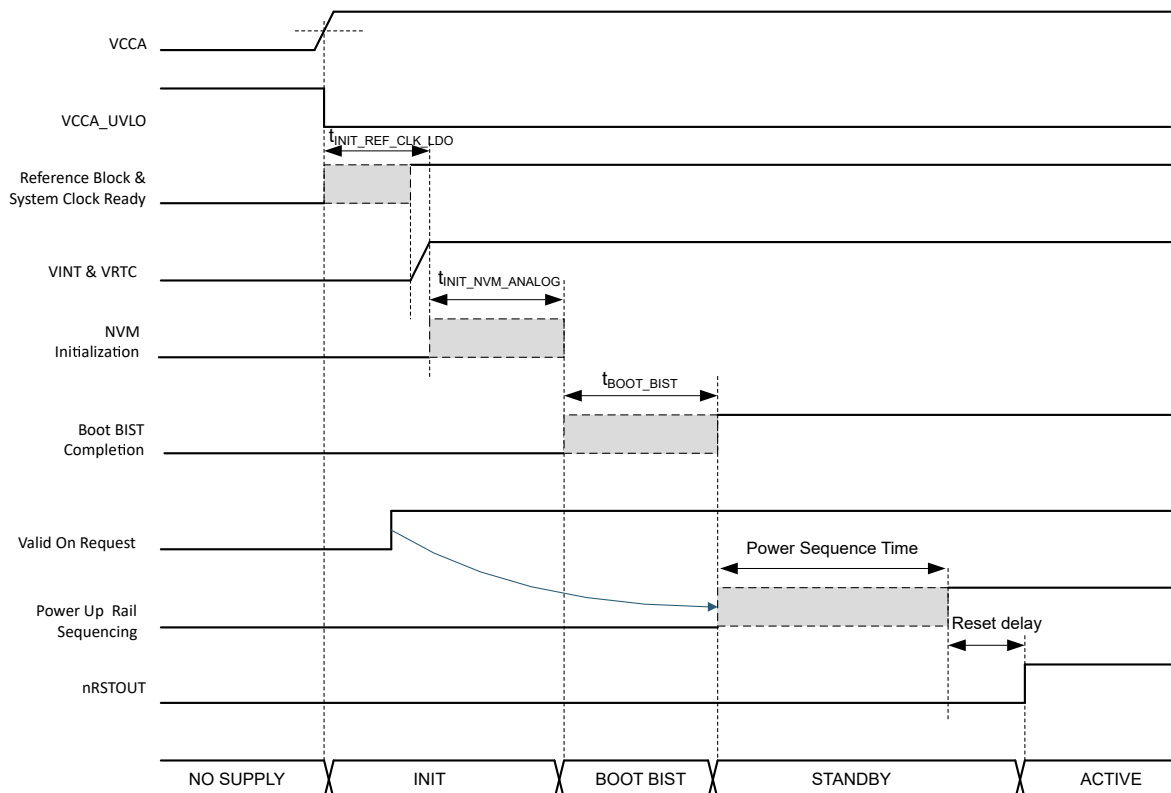 VCCA
VCCA_UVLO
tINIT_REF_CLK_LDO
Reference Block &
System Clock Ready
VINT & VRTC
tINIT_NVM_ANALOG
NVM
Initialization
tBOOT_BIST
Boot BIST
Completion
Valid On Request
Power Sequence Time
Power Up Rail
Sequencing
Reset delay
nRSTOUT
NO SUPPLY
INIT
BOOT BIST
STANDBY
ACTIVE